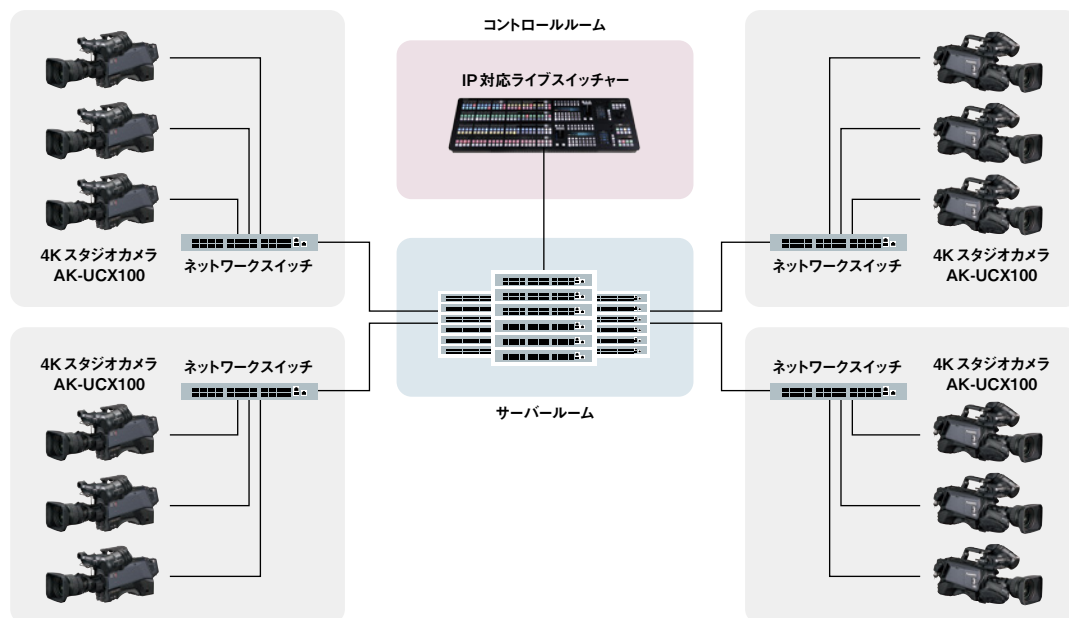 コントロールルーム
IP 対応ライブスイッチャー
4K スタジオカメラ
AK-UCX100
ネットワークスイッチ
ネットワークスイッチ
4K スタジオカメラ
AK-UCX100
4K スタジオカメラ
AK-UCX100
ネットワークスイッチ
サーバールーム
ネットワークスイッチ
4K スタジオカメラ
AK-UCX100